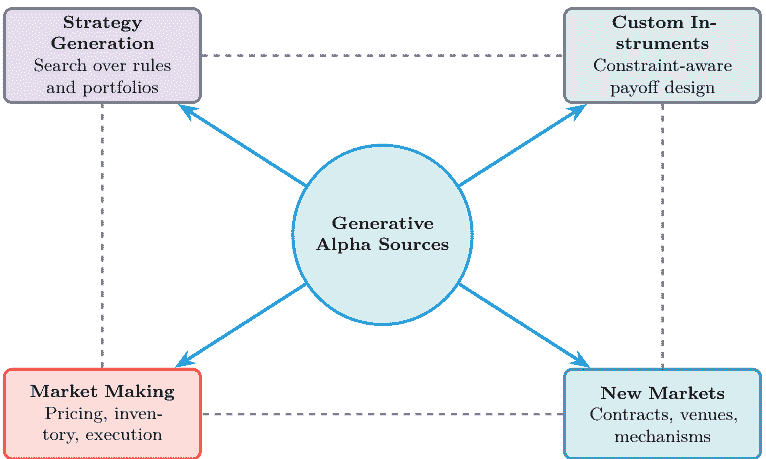 Strategy
Generation
Search over rules
and portfolios
Custom In-
struments
Constraint-aware
payoff design
Generative
Alpha Sources
Market Making
Pricing, inven-
tory, execution
New Markets
Contracts, venues,
mechanisms